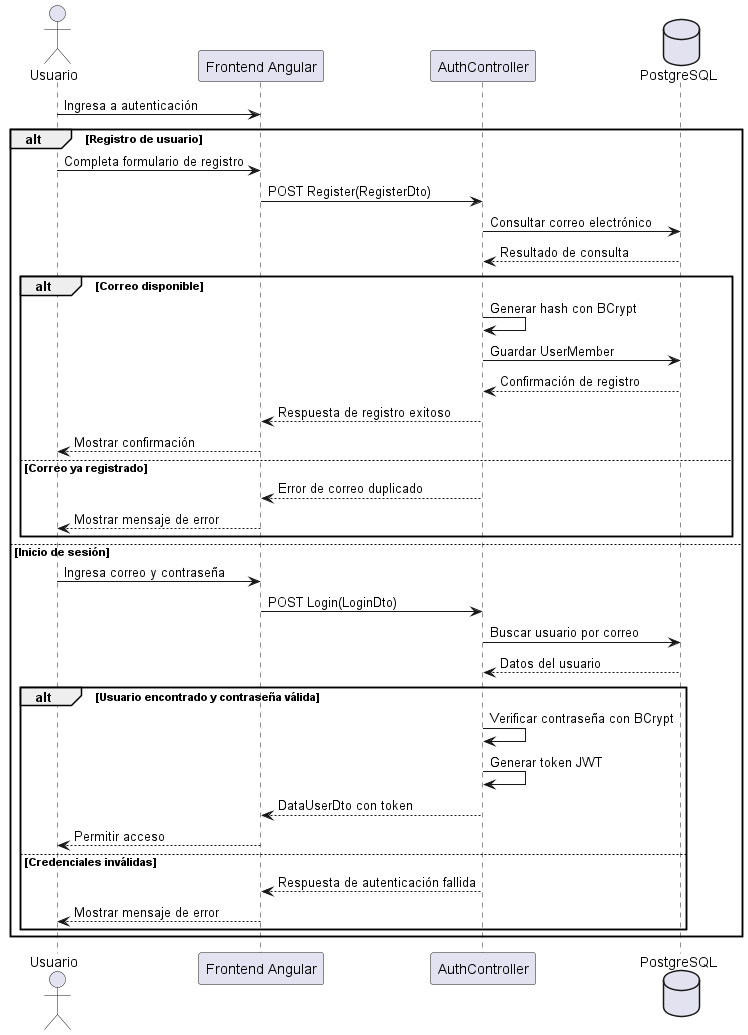 Usuario
Frontend Angular
AuthController
PostgreSQL
Ingresa a autenticación
alt [Registro de usuario]
Completa formulario de registro
POST Register(RegisterDto)
Consultar correo electrónico
Resultado de consulta
alt [Correo disponible]
Generar hash con BCrypt
Guardar UserMember
Confirmación de registro
Respuesta de registro exitoso
Mostrar confirmación
[Correo ya registrado]
Error de correo duplicado
Mostrar mensaje de error
[Inicio de sesión]
Ingresa correo y contraseña
POST Login(LoginDto)
Buscar usuario por correo
Datos del usuario
alt [Usuario encontrado y contraseña válida]
Verificar contraseña con BCrypt
Generar token JWT
DataUserDto con token
Permitir acceso
[Credenciales inválidas]
Respuesta de autenticación fallida
Mostrar mensaje de error
Usuario
Frontend Angular
AuthController
PostgreSQL